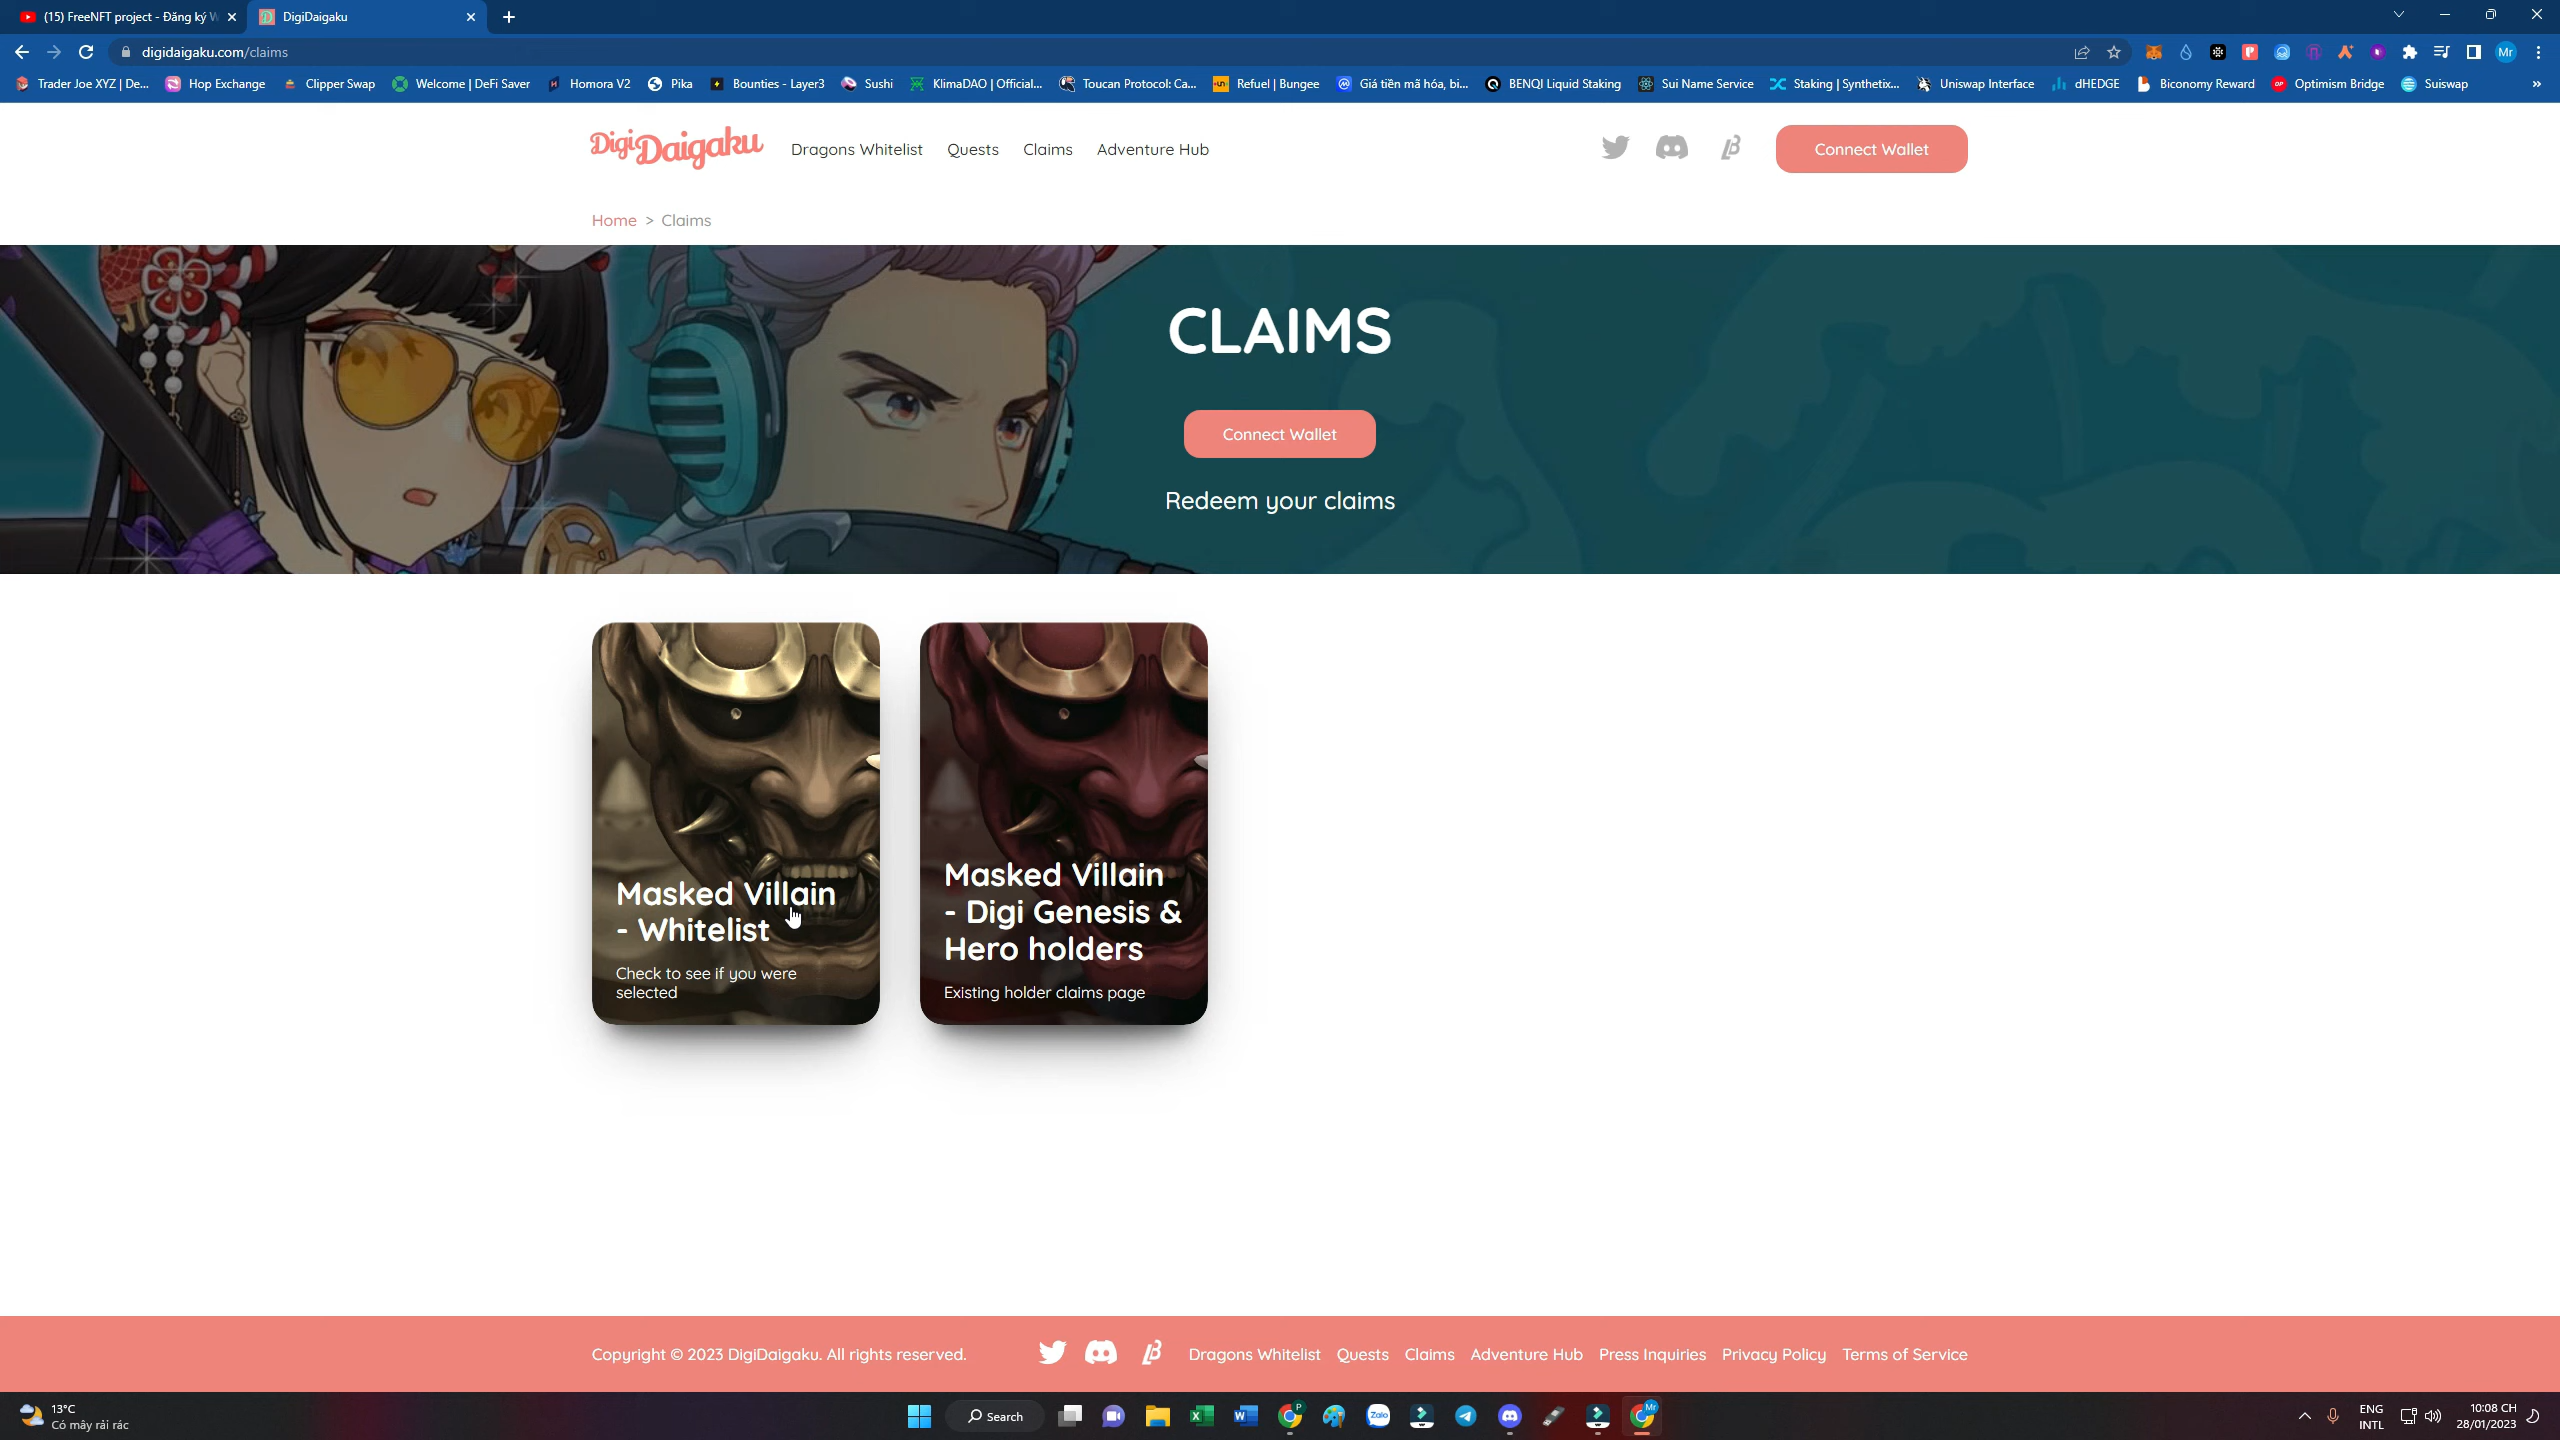 (15) FreeNFT project - Đăng ký W
DigiDaigaku
digidaigaku.com/claims
Mr
Trader Joe XYZ | De...
Hop Exchange
Clipper Swap
Welcome | DeFi Saver
Homora V2
Pika
Bounties - Layer3
Sushi
KlimaDAO | Official...
Toucan Protocol: Ca...
Refuel | Bungee
Giá tiền mã hóa, bi...
BENQI Liquid Staking
Sui Name Service
Staking | Synthetix...
Uniswap Interface
dHEDGE
Biconomy Reward
Optimism Bridge
Suiswap
DigiDaigaku
Dragons Whitelist
Quests
Claims
Adventure Hub
Connect Wallet
Home > Claims
CLAIMS
Connect Wallet
Redeem your claims
Masked Villain
- Whitelist
Check to see if you were
selected
Masked Villain
- Digi Genesis &
Hero holders
Existing holder claims page
Copyright © 2023 DigiDaigaku. All rights reserved.
Dragons Whitelist
Quests
Claims
Adventure Hub
Press Inquiries
Privacy Policy
Terms of Service
13°C
Có mây rải rác
Search
Zalo
ENG
INTL
10:08 CH
28/01/2023